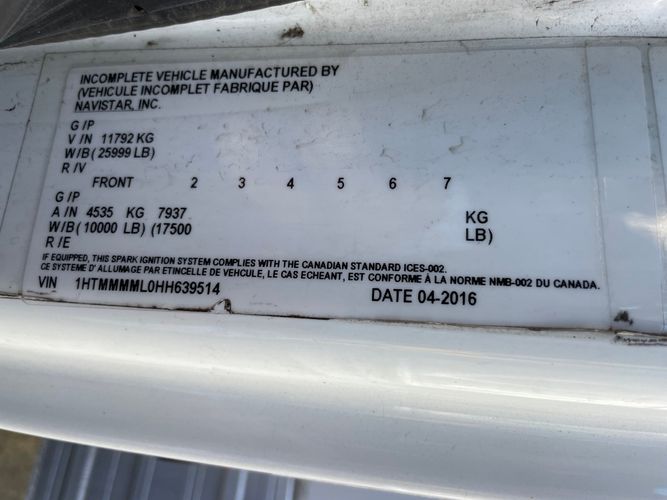 INCOMPLETE VEHICLE MANUFACTURED BY
(VEHICULE INCOMPLET FABRIQUE PAR)
NAVISTAR, INC.
G / P
V / N 11792 KG
W/B ( 25999 LB)
R / V
FRONT 2 3 4 5 6 7
G / P
A / N 4535 KG 7937 KG
W/B( 10000 LB) (17500 LB)
R / E
IF EQUIPPED, THIS SPARK IGNITION SYSTEM COMPLIES WITH THE CANADIAN STANDARD ICES-002.
CE SYSTEME D' ALLUMAGE PAR ETINCELLE DE VEHICULE, LE CAS ECHEANT, EST CONFORME À LA NORME NMB-002 DU CANADA.
VIN 1HTMMMML0HH639514 DATE 04-2016